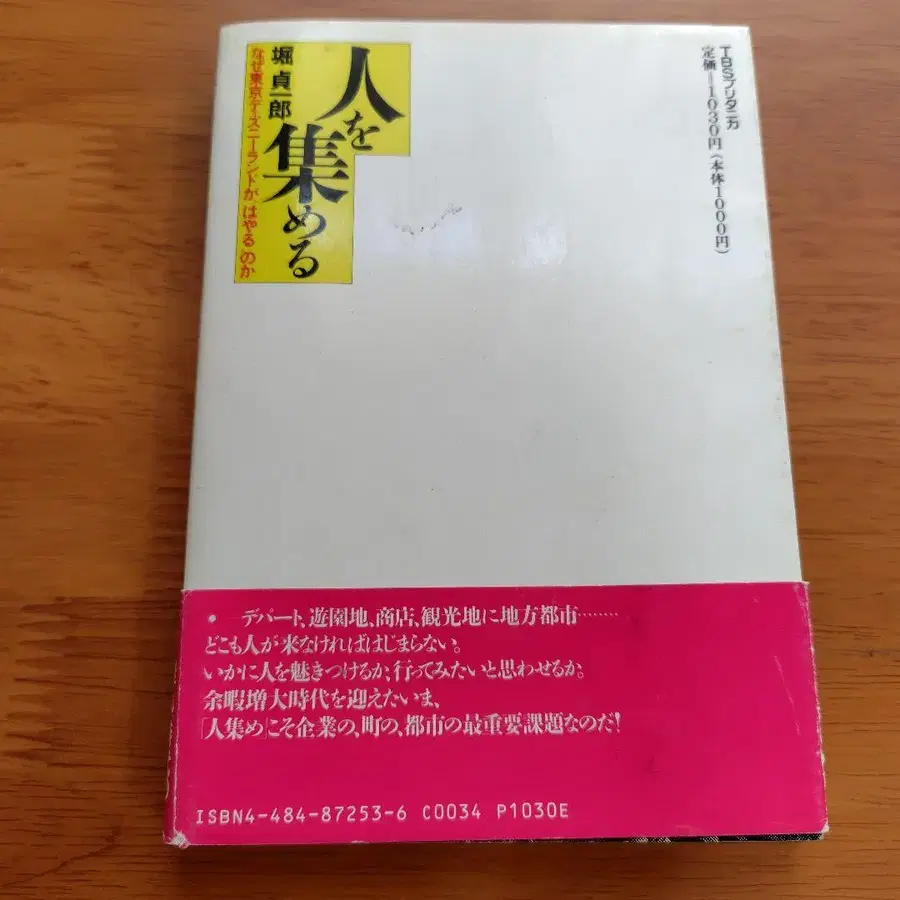 TBSブリタニカ
定価=1030円(本体1000円)
人を集める
堀 貞一郎
なぜ東京ディズニーランドが「はやる」のか
・ デパート、遊園地、商店、観光地に地方都市………
どこも人が来なければはじまらない。
いかに人を魅きつけるか、行ってみたいと思わせるか。
余暇増大時代を迎えたいま、
「人集め」こそ企業の、町の、都市の最重要課題なのだ!
ISBN4-484-87253-6 C0034 P1030E